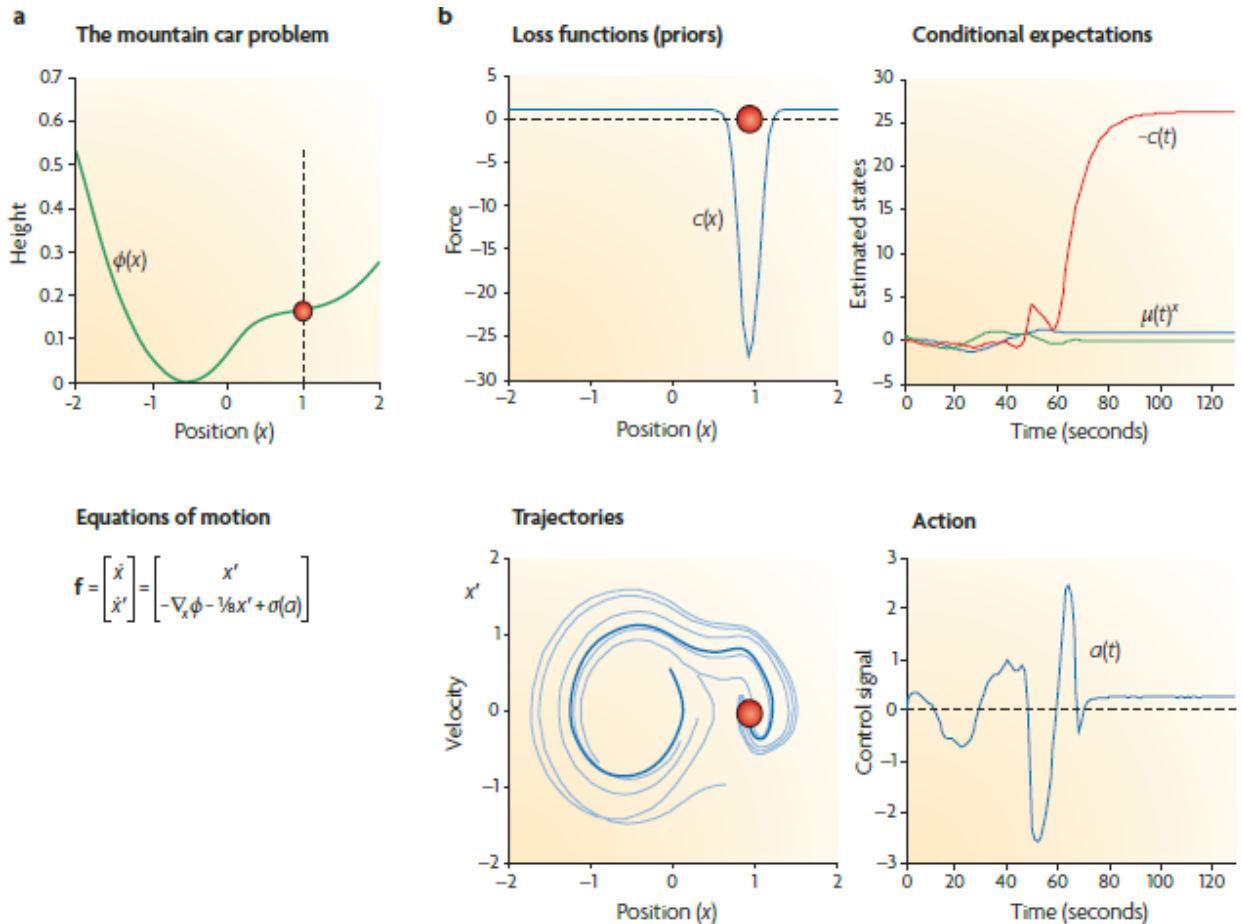 a
The mountain car problem
0.7
0.6
0.5
0.4
0.3
0.2
0.1
0
Height
ϕ(x)
-2
-1
0
1
2
Position (x)
b
Loss functions (priors)
5
0
−5
−10
−15
−20
−25
−30
Force
c(x)
−2
−1
0
1
2
Position (x)
Conditional expectations
30
25
20
15
10
5
0
−5
Estimated states
-c(t)
μ(t)ˣ
0 20 40 60 80 100 120
Time (seconds)
Equations of motion
f = [ẋ ẋ′] = [x′ -∇ₓϕ - ⅛x′ + σ(a)]
Trajectories
2
1
0
−1
−2
x′
Velocity
−2
−1
0
1
2
Position (x)
Action
3
2
1
0
−1
−2
−3
Control signal
a(t)
0 20 40 60 80 100 120
Time (seconds)